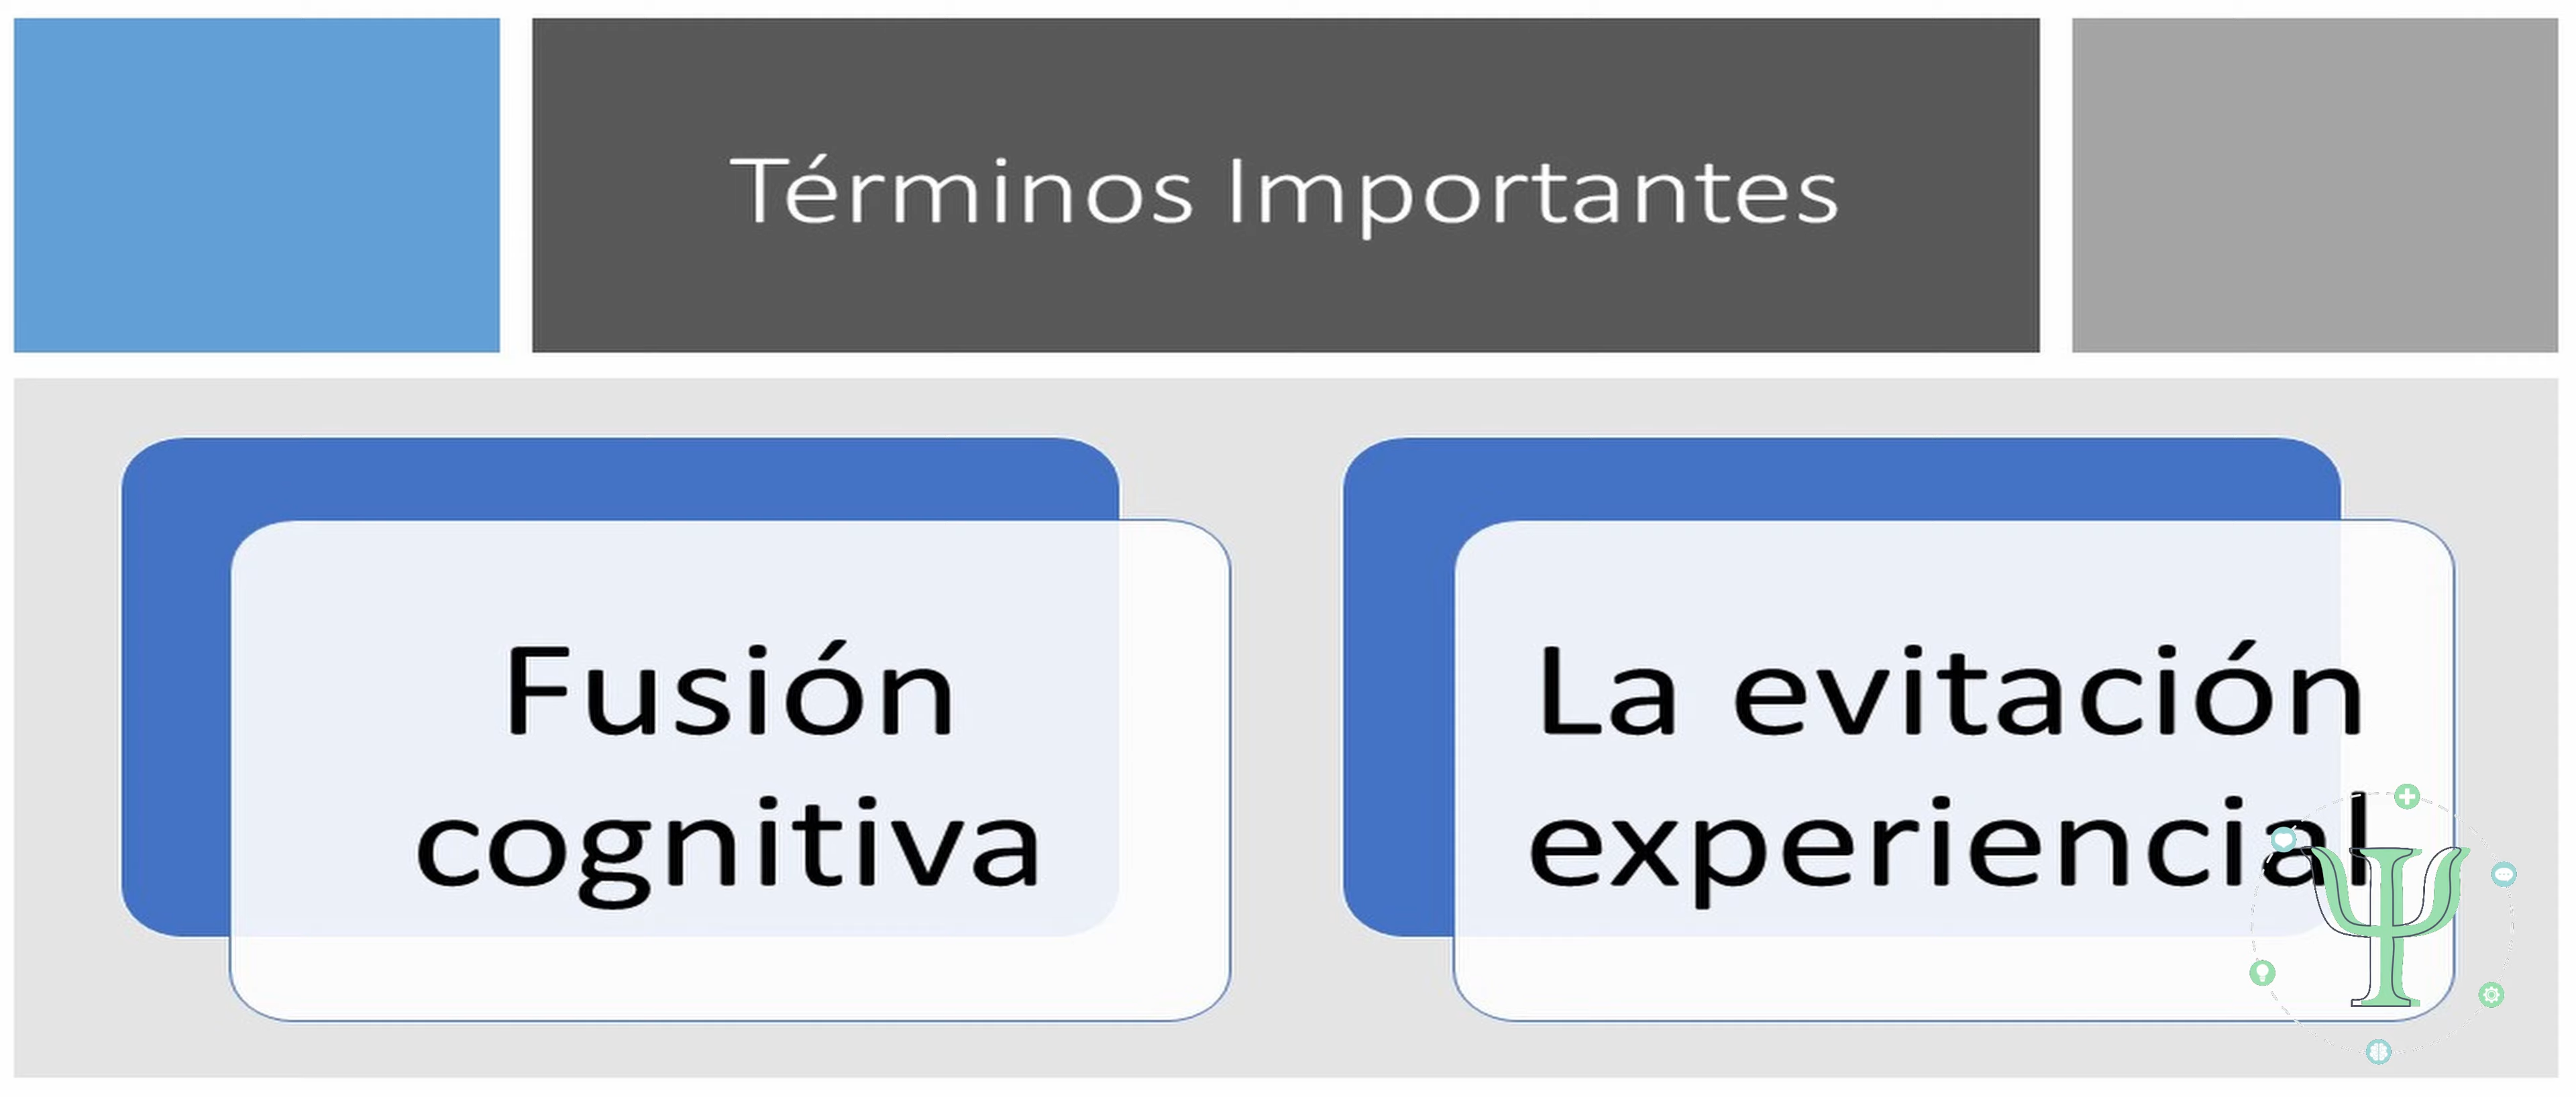 Términos Importantes
Fusión
cognitiva
La evitación
experiencial